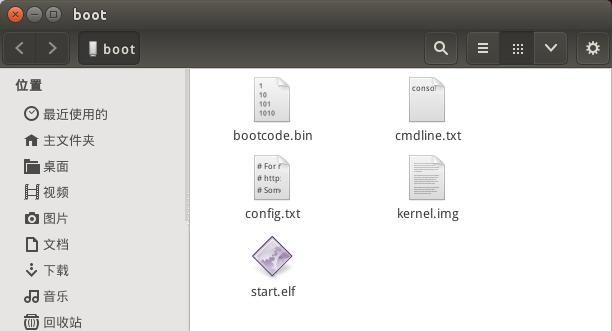 boot
boot
位置
最近使用的
主文件夹
桌面
视频
图片
文档
下载
音乐
回收站
1
10
101
1010
bootcode.bin
consol
cmdline.txt
# For r
# http:
# Som
config.txt
kernel.img
start.elf